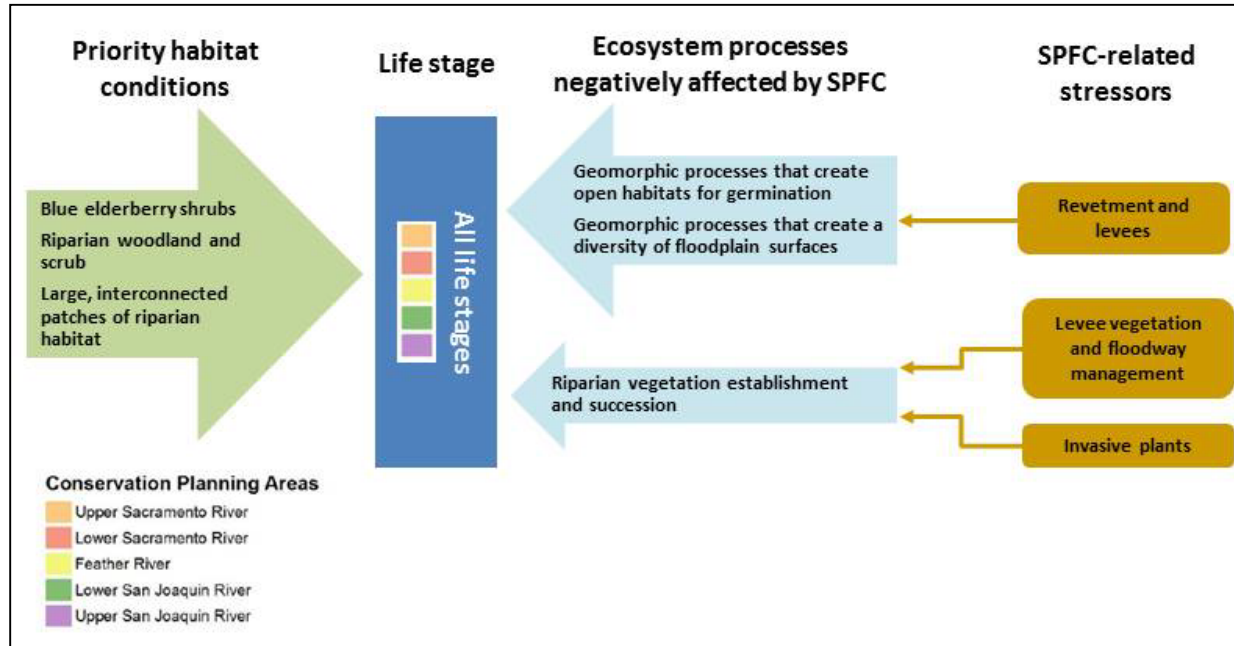 Priority habitat
conditions
Life stage
Ecosystem processes
negatively affected by SPFC
SPFC-related
stressors
Blue elderberry shrubs
Riparian woodland and
scrub
Large, interconnected
patches of riparian
habitat
All life stages
Geomorphic processes that create
open habitats for germination
Geomorphic processes that create a
diversity of floodplain surfaces
Riparian vegetation establishment
and succession
Revetment and
levees
Levee vegetation
and floodway
management
Invasive plants
Conservation Planning Areas
Upper Sacramento River
Lower Sacramento River
Feather River
Lower San Joaquin River
Upper San Joaquin River